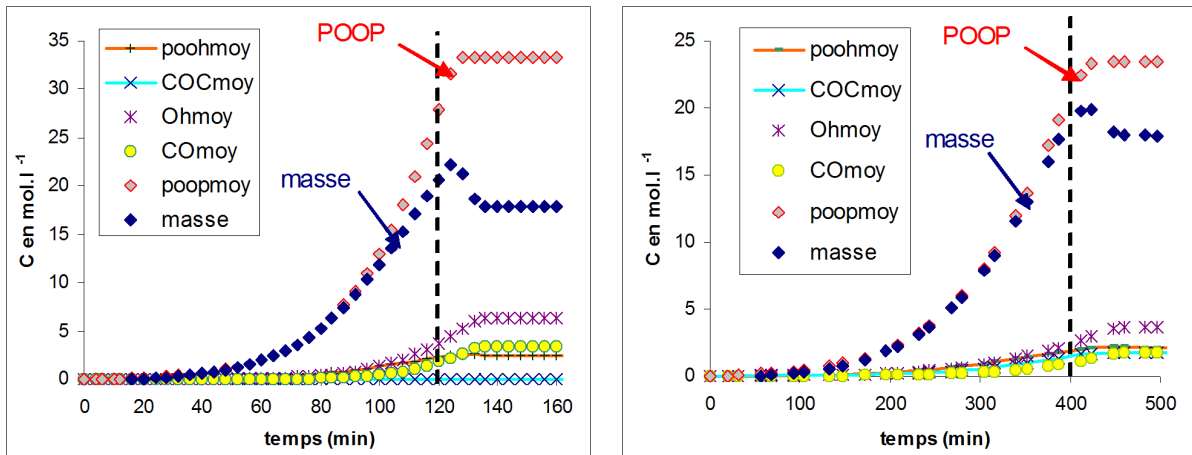 35
30
25
20
15
10
5
0
C en mol.l -1
poohmoy
COCmoy
Ohmoy
COmoy
poopmoy
masse
POOP
masse
0 20 40 60 80 100 120 140 160
temps (min)
25
20
15
10
5
0
C en mol.l -1
poohmoy
COCmoy
Ohmoy
COmoy
poopmoy
masse
POOP
masse
0 100 200 300 400 500
temps (min)